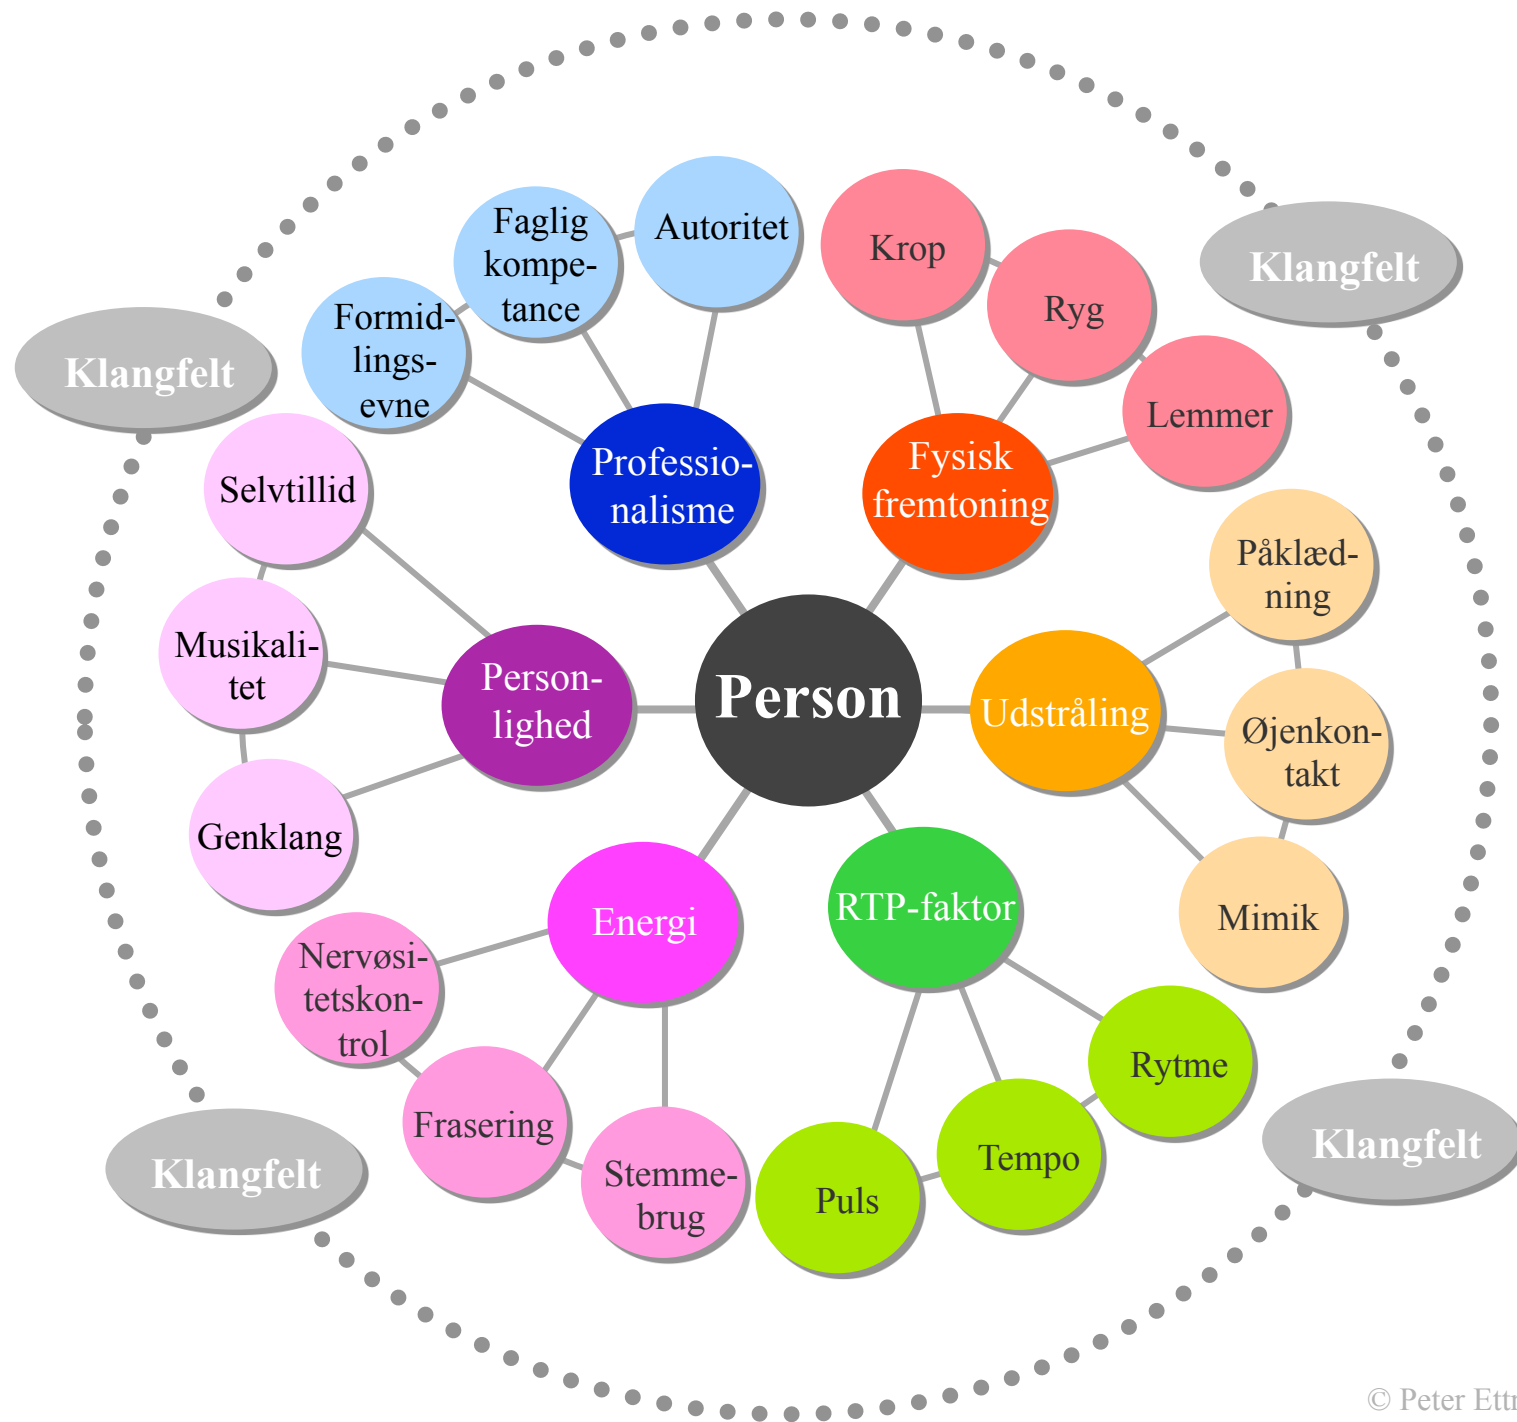 Autoritet
Faglig
kompe-
tance
Formid-
lings-
evne
Professio-
nalisme
Krop
Ryg
Lemmer
Fysisk
fremtoning
Klangfelt
Klangfelt
Selvtillid
Musikali-
tet
Genklang
Person-
lighed
Person
Udstråling
Påklæd-
ning
Øjenkon-
takt
Mimik
Energi
Nervøsi-
tetskon-
trol
Frasering
Stemme-
brug
RTP-faktor
Rytme
Tempo
Puls
Klangfelt
Klangfelt
© Peter